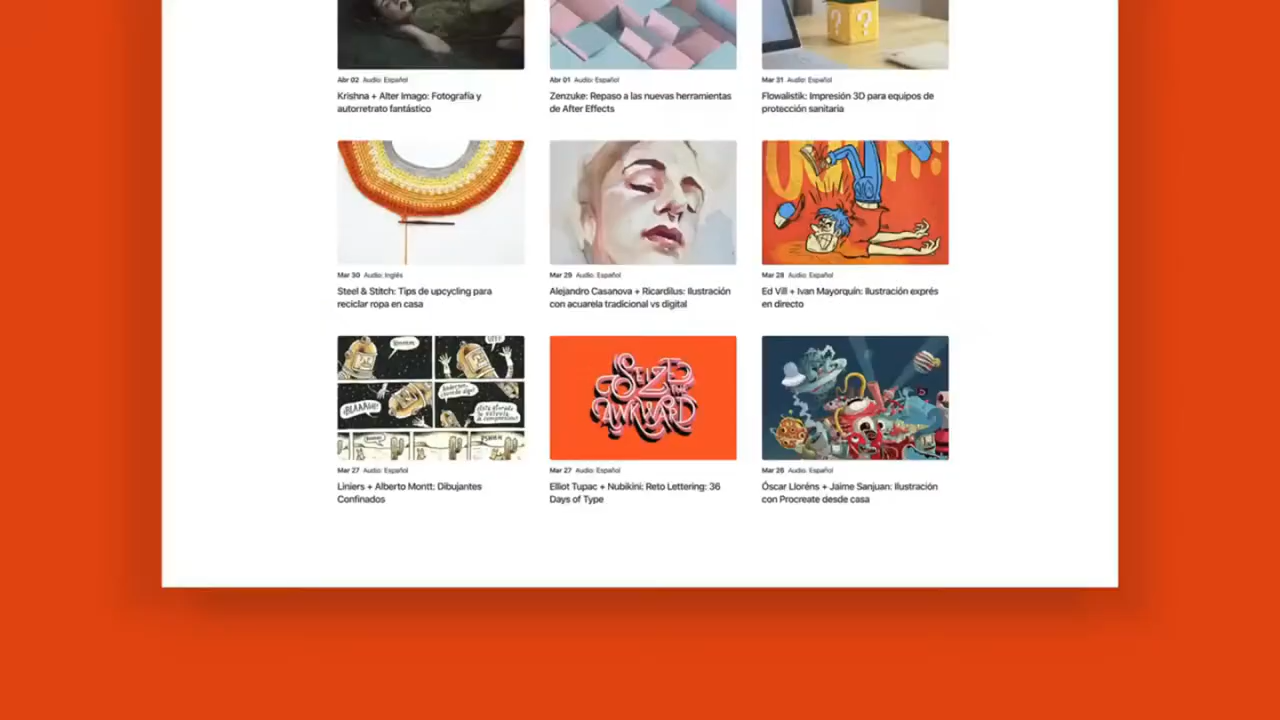 ? ?
Abr 02 Audio: Español
Krishna + Alter Imago: Fotografía y
autorretrato fantástico
Abr 01 Audio: Español
Zenzuke: Repaso a las nuevas herramientas
de After Effects
Mar 31 Audio: Español
Flowalistik: Impresión 3D para equipos de
protección sanitaria
Mar 30 Audio: Inglés
Steel & Stitch: Tips de upcycling para
reciclar ropa en casa
Mar 29 Audio: Español
Alejandro Casanova + Ricardilus: Ilustración
con acuarela tradicional vs digital
Mar 28 Audio: Español
Ed Vill + Ivan Mayorquín: Ilustración exprés
en directo
¡BLAAAGH!
SEIZE
THE
AWKWARD
Mar 27 Audio: Español
Liniers + Alberto Montt: Dibujantes
Confinados
Mar 27 Audio: Español
Elliot Tupac + Nubikini: Reto Lettering: 36
Days of Type
Mar 26 Audio: Español
Óscar Lloréns + Jaime Sanjuan: Ilustración
con Procreate desde casa